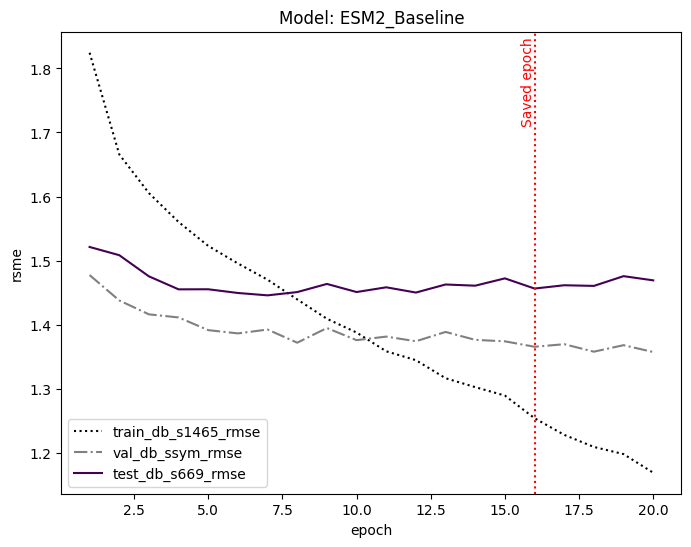 Model: ESM2_Baseline
Saved epoch
rsme
1.8
1.7
1.6
1.5
1.4
1.3
1.2
train_db_s1465_rmse
val_db_ssym_rmse
test_db_s669_rmse
2.5 5.0 7.5 10.0 12.5 15.0 17.5 20.0
epoch